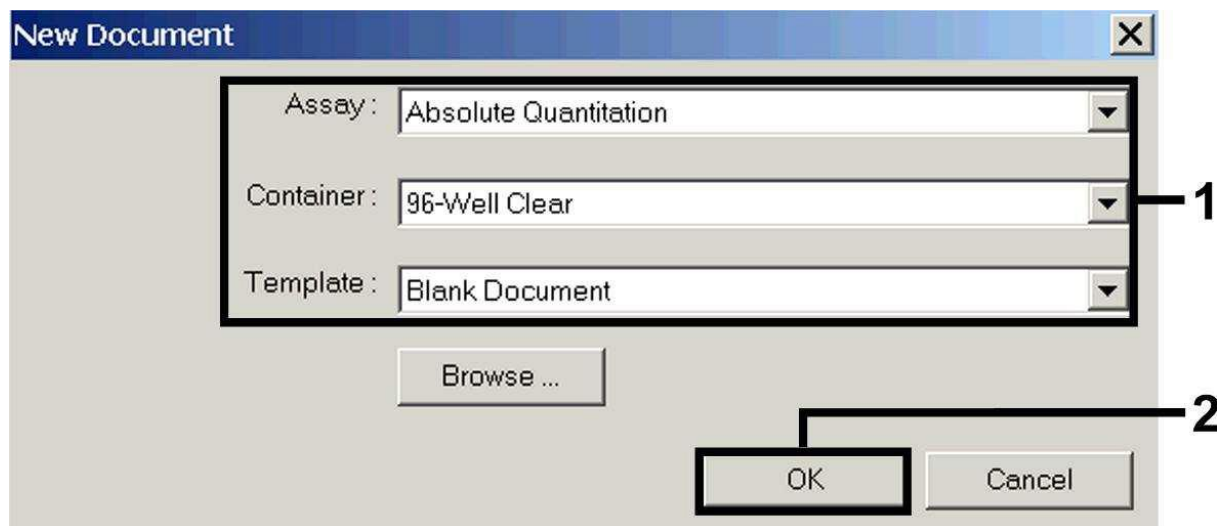 New Document
Assay : Absolute Quantitation
Container : 96-Well Clear
1
Template : Blank Document
Browse ...
2
OK Cancel